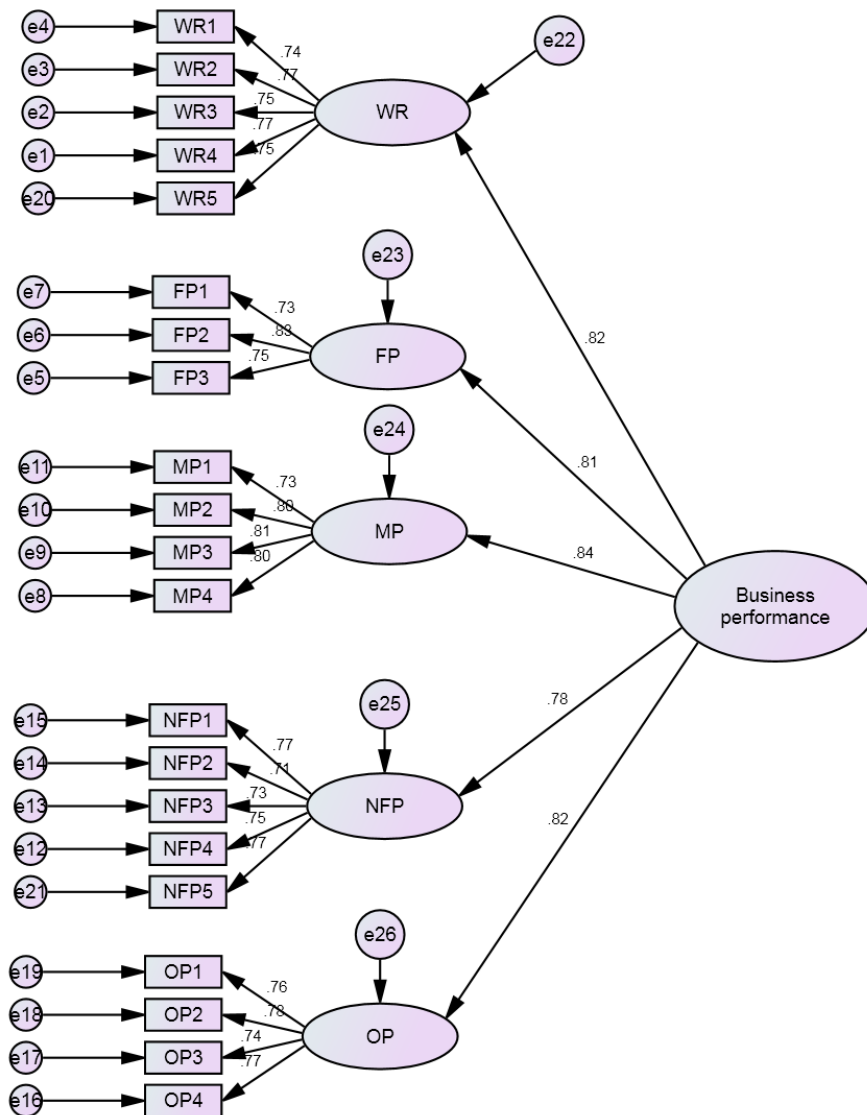 e4
WR1
.74
e22
e3
WR2
.77
e2
WR3
.75
WR
e1
WR4
.77
e20
WR5
.75
.82
e23
e7
FP1
.73
e6
FP2
.83
FP
e5
FP3
.75
.81
e24
e11
MP1
.73
e10
MP2
.80
MP
e9
MP3
.81
e8
MP4
.80
.84
Business
performance
e25
.78
e15
NFP1
.77
e14
NFP2
.71
e13
NFP3
.73
NFP
e12
NFP4
.75
e21
NFP5
.77
.82
e26
e19
OP1
.76
e18
OP2
.78
OP
e17
OP3
.74
e16
OP4
.77